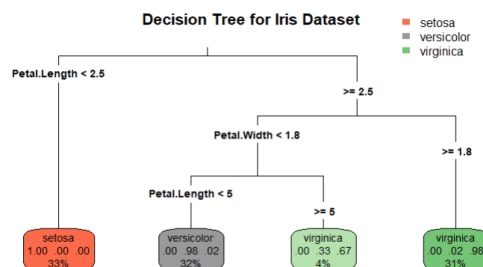 Decision Tree for Iris Dataset
setosa
versicolor
virginica
Petal.Length < 2.5
>= 2.5
Petal.Width < 1.8
>= 1.8
Petal.Length < 5
>= 5
setosa
1.00 .00 .00
33%
versicolor
.00 .98 .02
32%
virginica
.00 .33 .67
4%
virginica
.00 .02 .98
31%